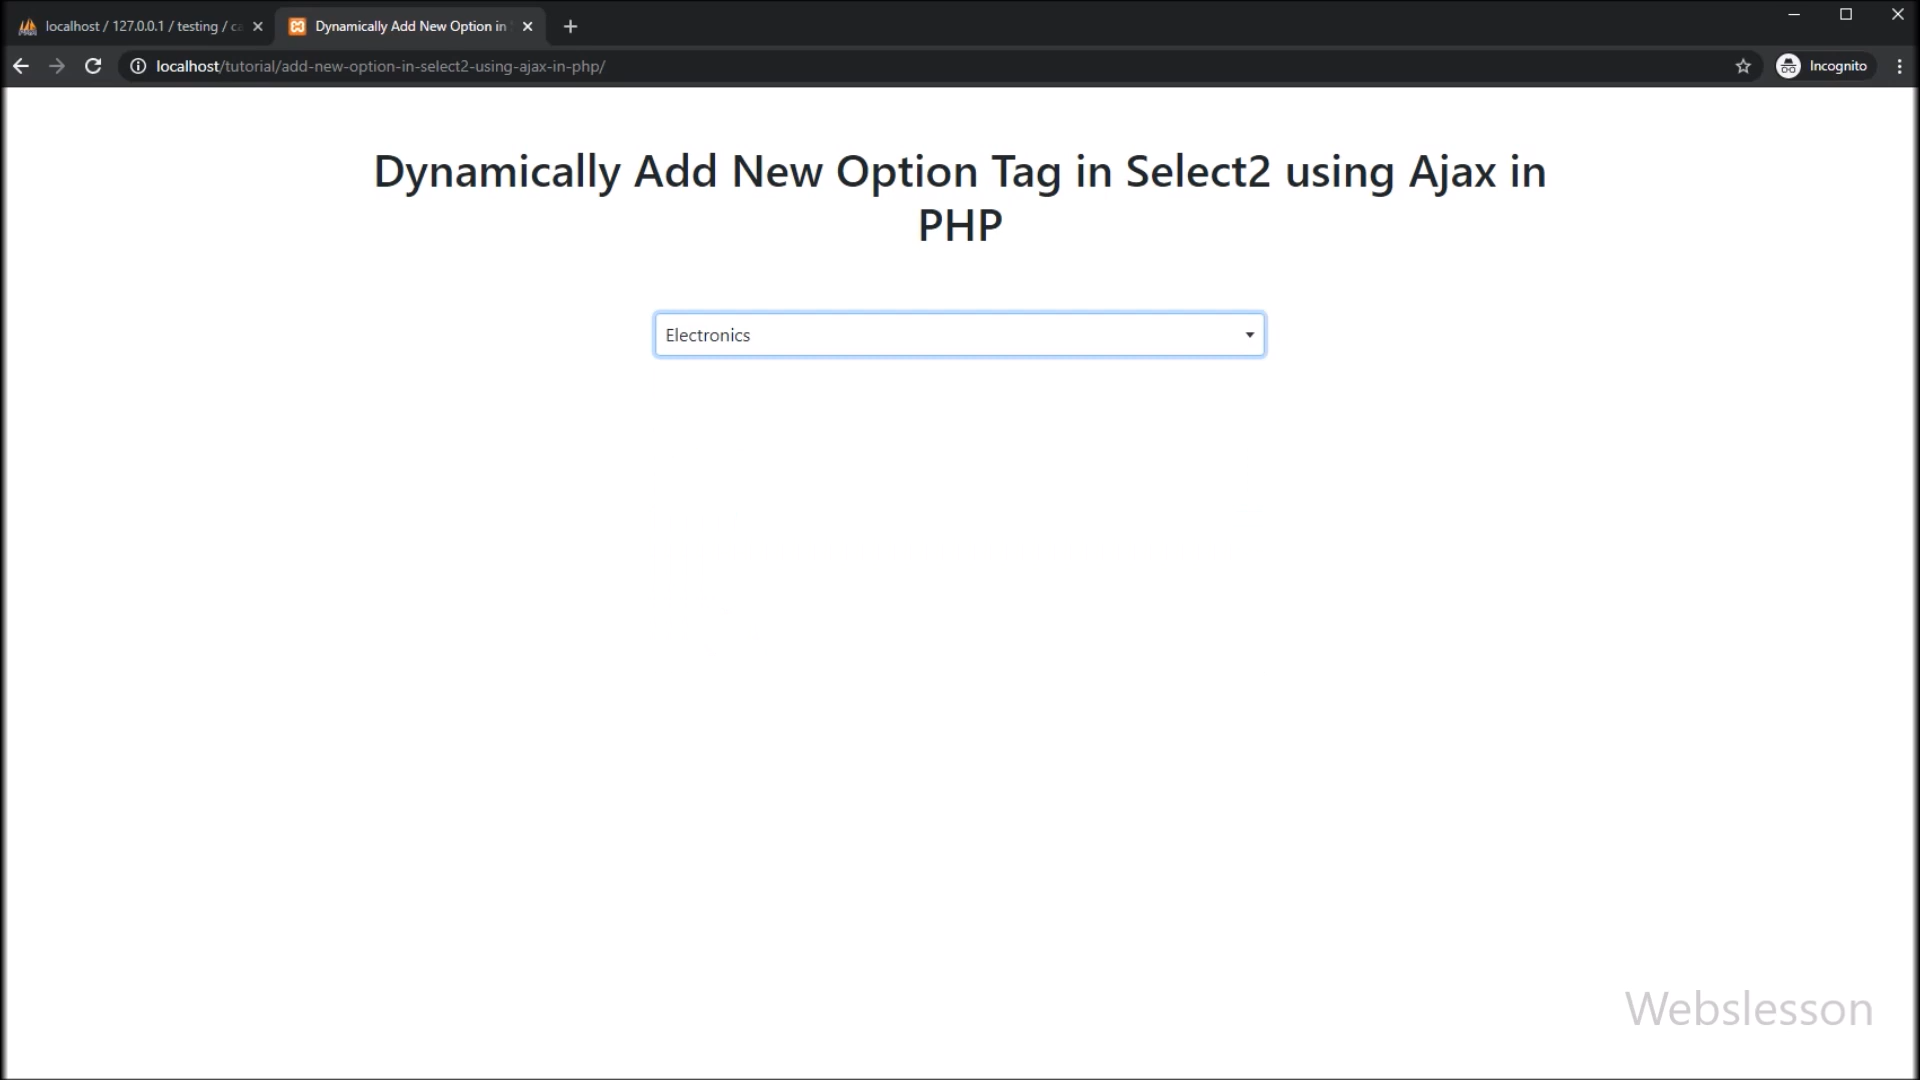 localhost / 127.0.0.1 / testing / ca
Dynamically Add New Option in
localhost/tutorial/add-new-option-in-select2-using-ajax-in-php/
Incognito
Dynamically Add New Option Tag in Select2 using Ajax in
PHP
Electronics
Webslesson